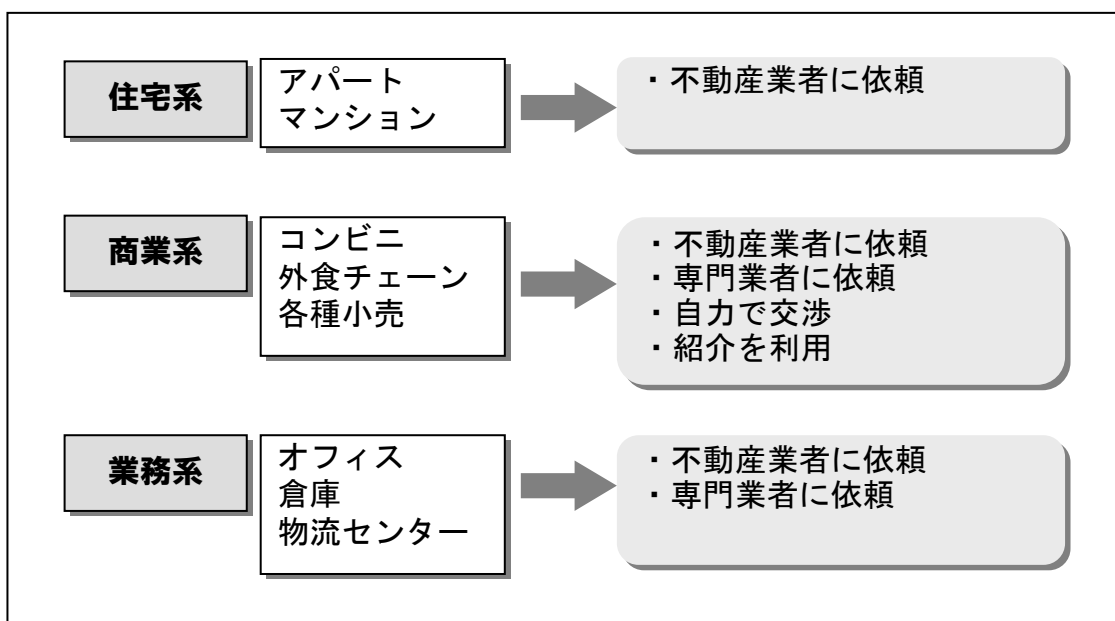 住宅系
アパート
マンション
・不動産業者に依頼
商業系
コンビニ
外食チェーン
各種小売
・不動産業者に依頼
・専門業者に依頼
・自力で交渉
・紹介を利用
業務系
オフィス
倉庫
物流センター
・不動産業者に依頼
・専門業者に依頼